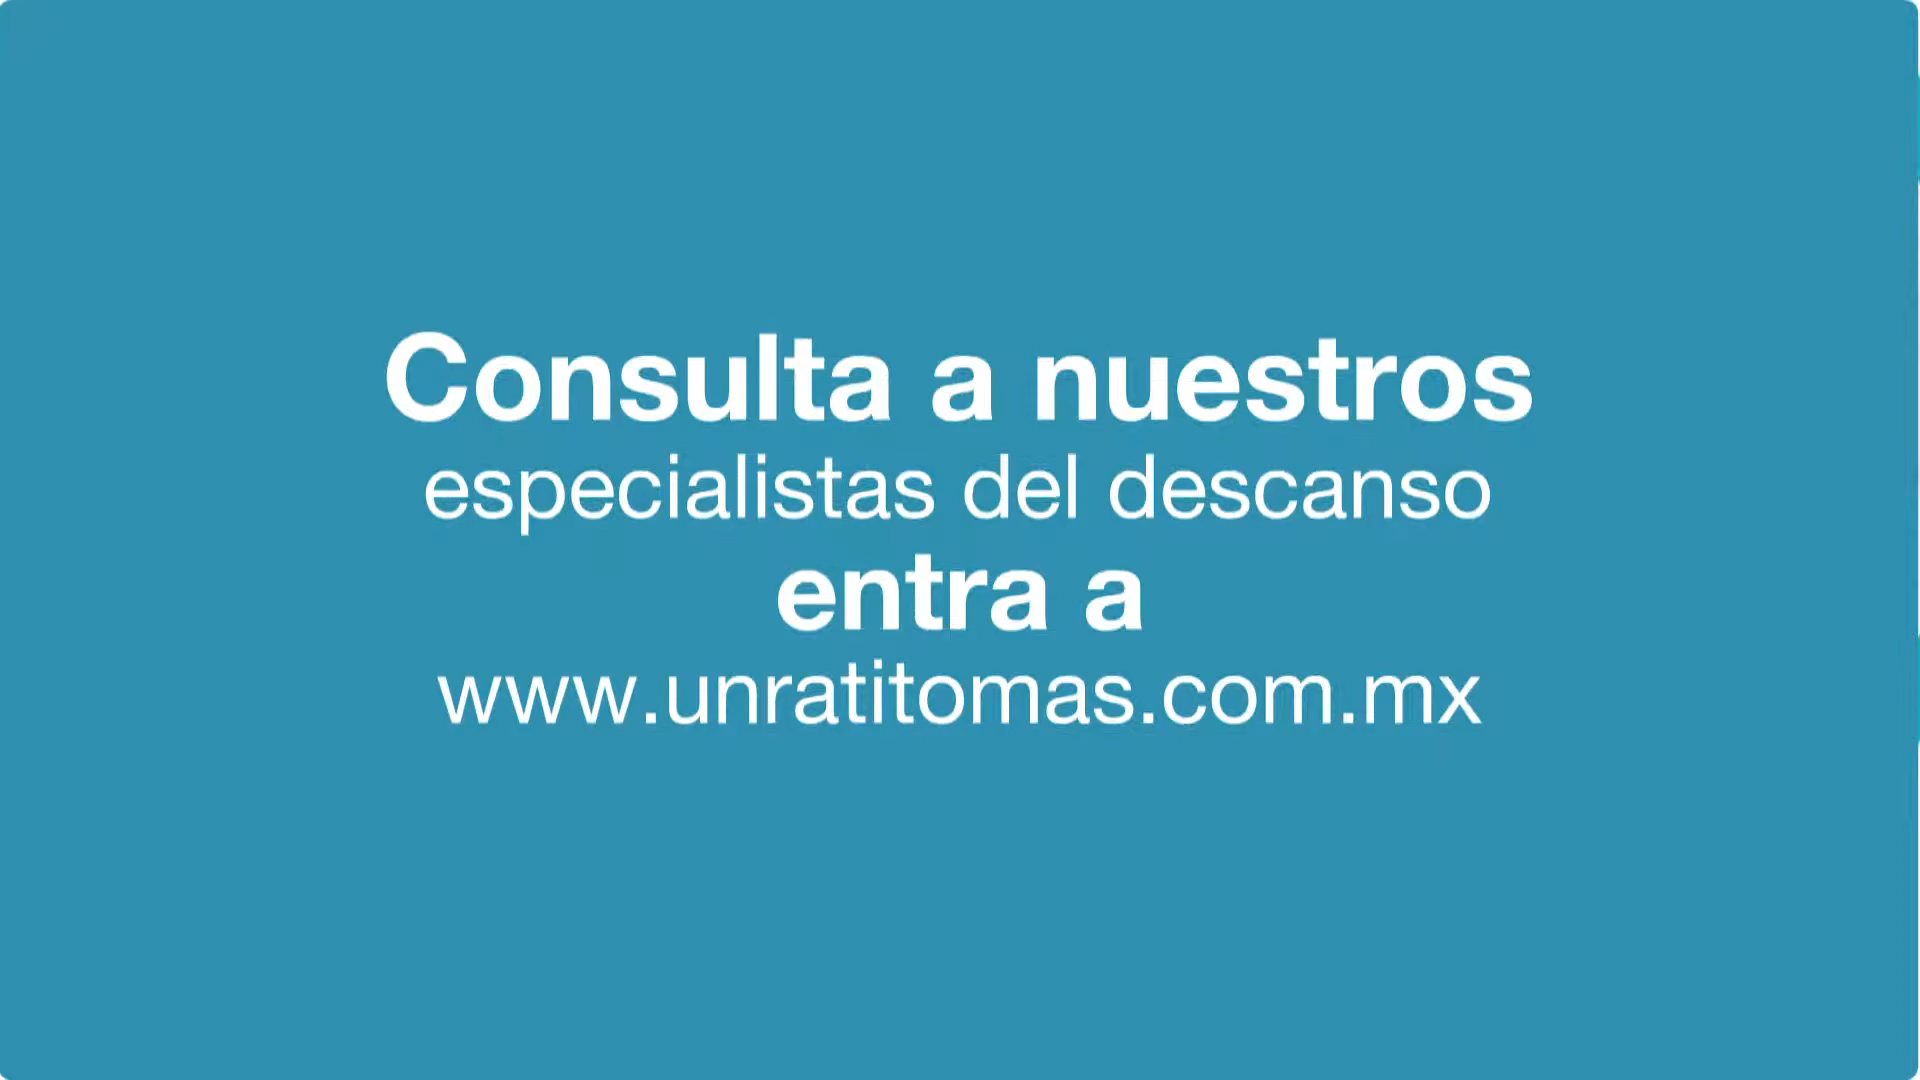 Consulta a nuestros
especialistas del descanso
entra a
www.unratitomas.com.mx